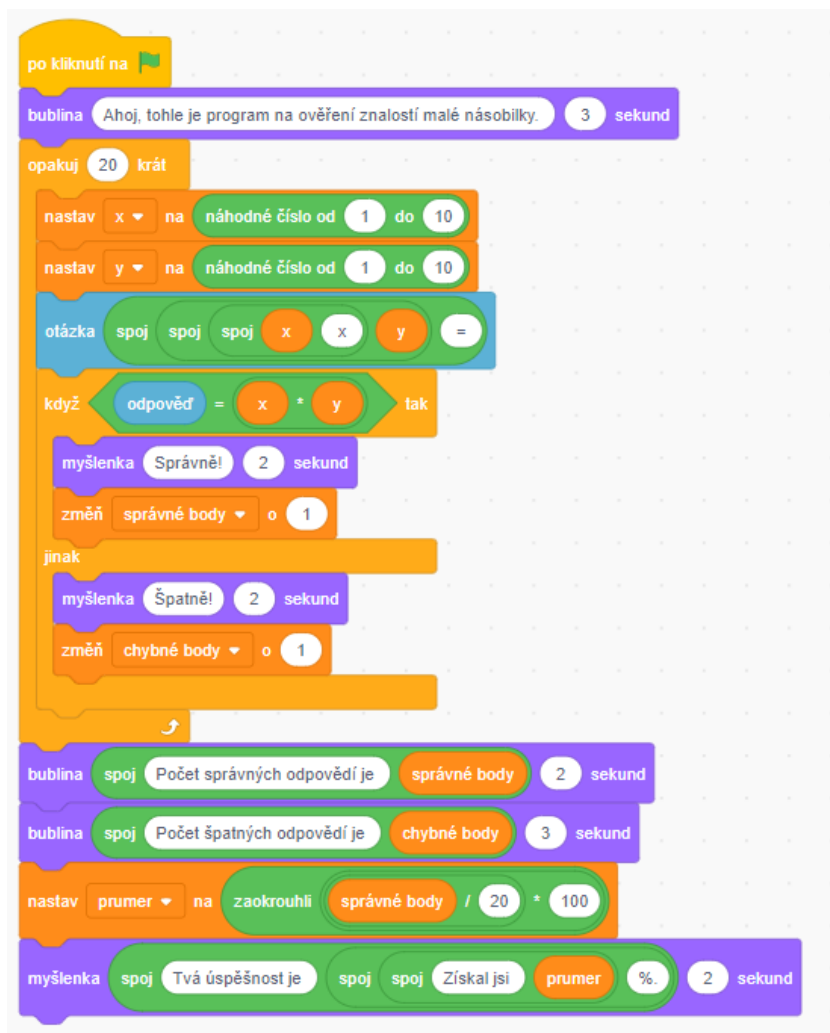 po kliknutí na
bublina Ahoj, tohle je program na ověření znalostí malé násobilky. 3 sekund
opakuj 20 krát
nastav x na náhodné číslo od 1 do 10
nastav y na náhodné číslo od 1 do 10
otázka spoj spoj spoj x x y =
když odpověď = x * y tak
myšlenka Správně! 2 sekund
změň správné body o 1
jinak
myšlenka Špatně! 2 sekund
změň chybné body o 1
bublina spoj Počet správných odpovědí je správné body 2 sekund
bublina spoj Počet špatných odpovědí je chybné body 3 sekund
nastav prumer na zaokrouhli správné body / 20 * 100
myšlenka spoj Tvá úspěšnost je spoj spoj Získal jsi prumer %. 2 sekund